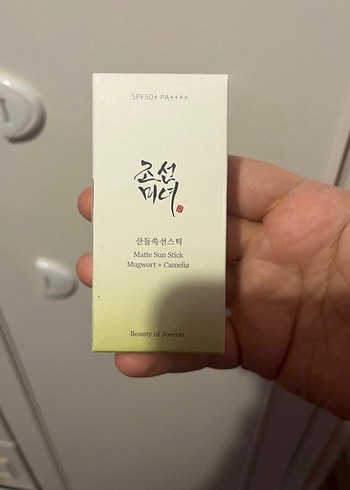 SPF50+ PA++++
조선
미녀
산들쑥선스틱
Matte Sun Stick
Mugwort + Camelia
Beauty of Joseon